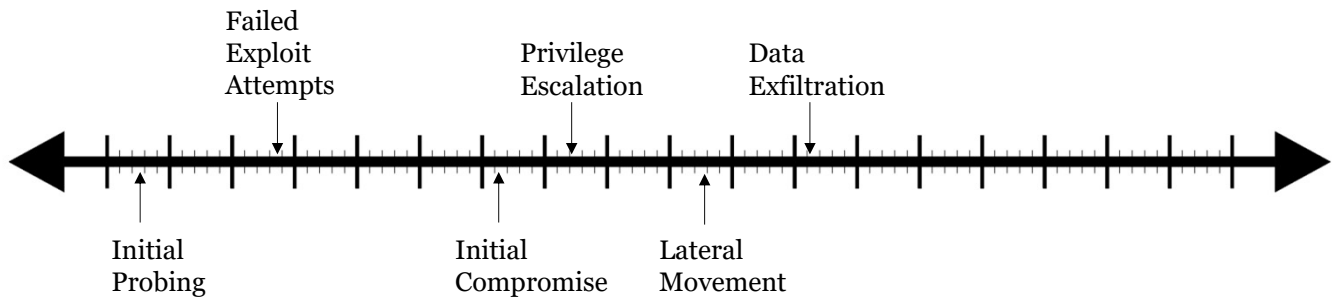 Failed
Exploit
Attempts
Privilege
Escalation
Data
Exfiltration
Initial
Probing
Initial
Compromise
Lateral
Movement